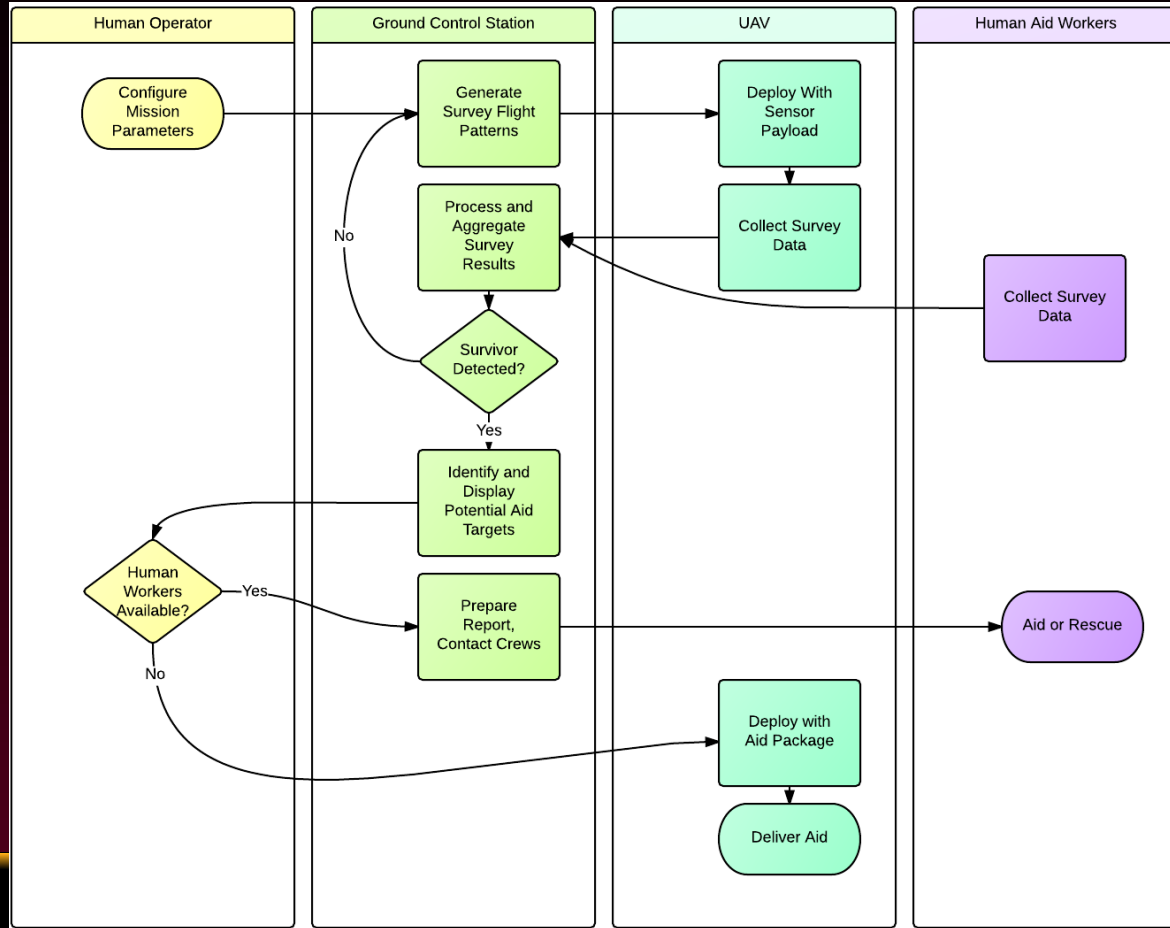 Human Operator
Ground Control Station
UAV
Human Aid Workers
Configure
Mission
Parameters
Generate
Survey Flight
Patterns
Deploy With
Sensor
Payload
Process and
Aggregate
Survey
Results
Collect Survey
Data
No
Collect Survey
Data
Survivor
Detected?
Yes
Identify and
Display
Potential Aid
Targets
Human
Workers
Available?
Yes
Prepare
Report,
Contact Crews
Aid or Rescue
No
Deploy with
Aid Package
Deliver Aid